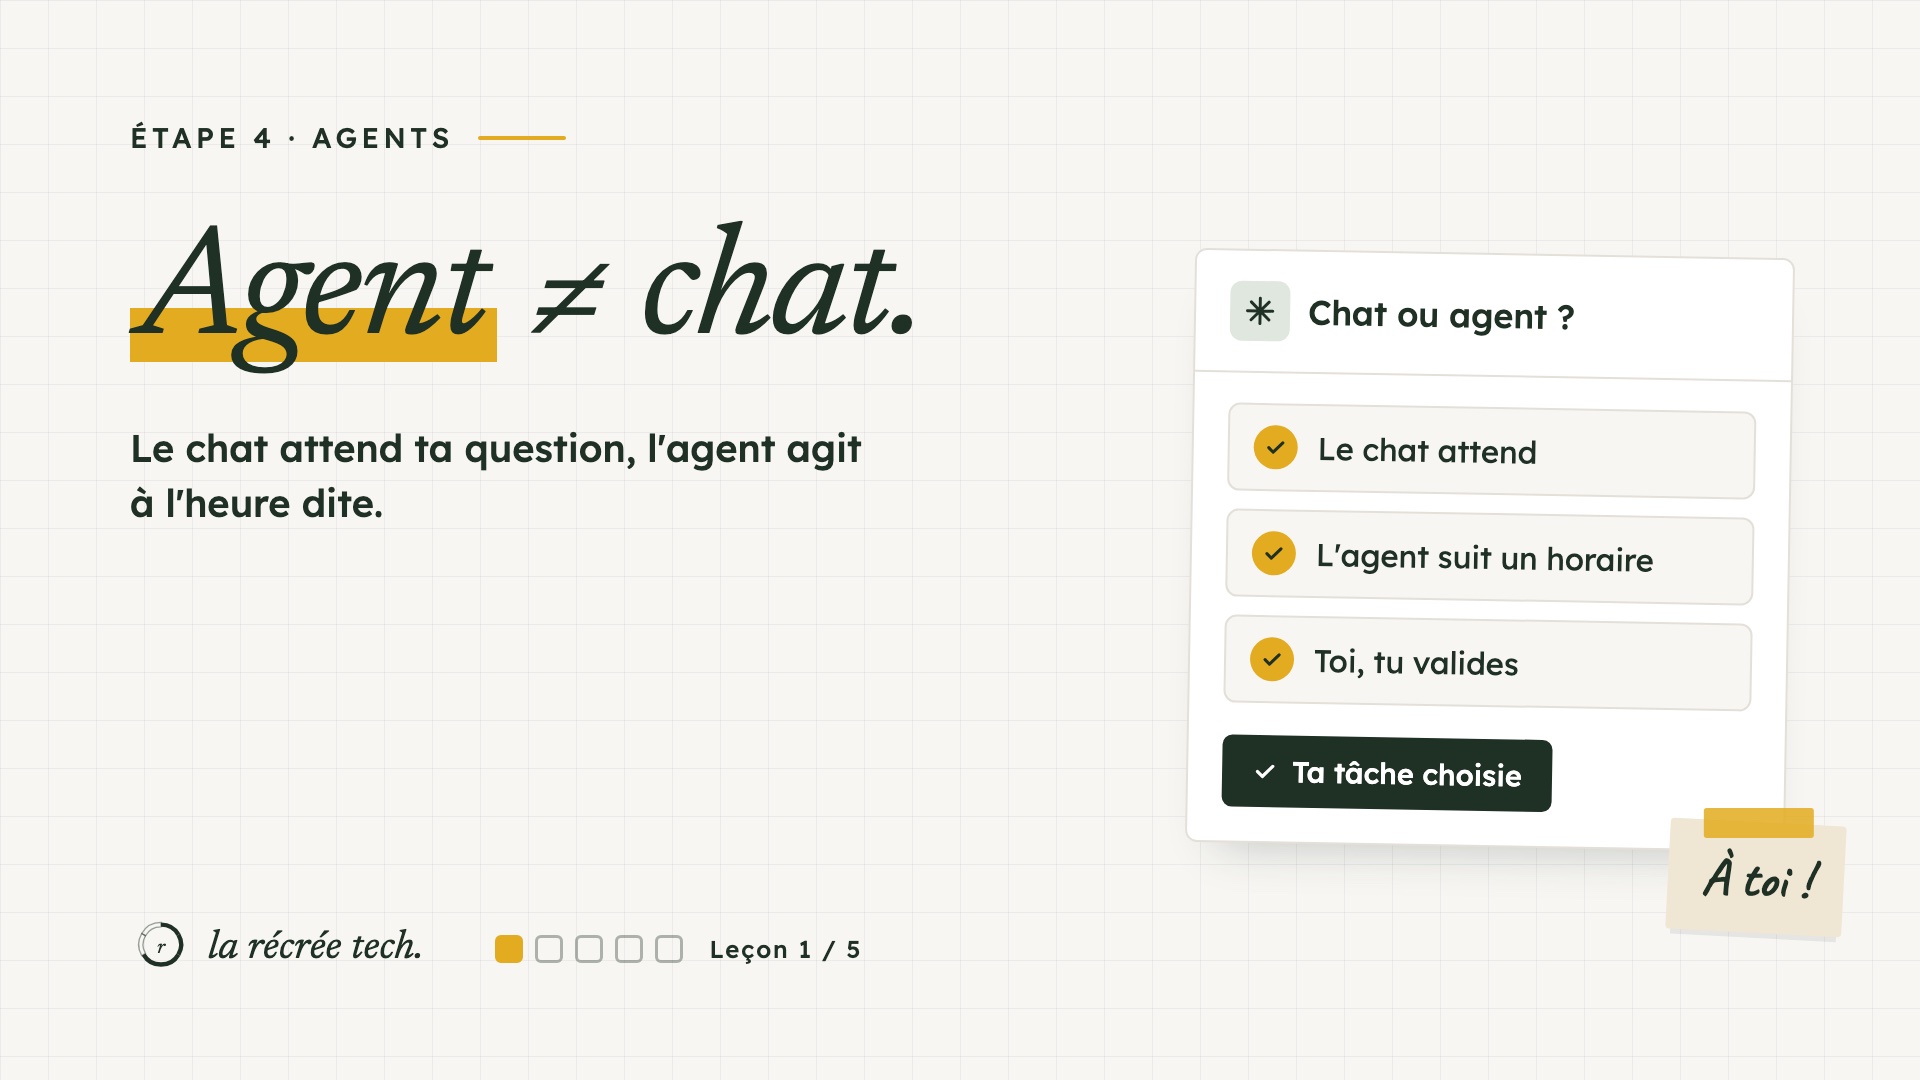 ÉTAPE 4 · AGENTS
Agent ≠ chat.
Le chat attend ta question, l'agent agit
à l'heure dite.
Chat ou agent ?
Le chat attend
L'agent suit un horaire
Toi, tu valides
Ta tâche choisie
À toi !
r
la récrée tech.
Leçon 1 / 5